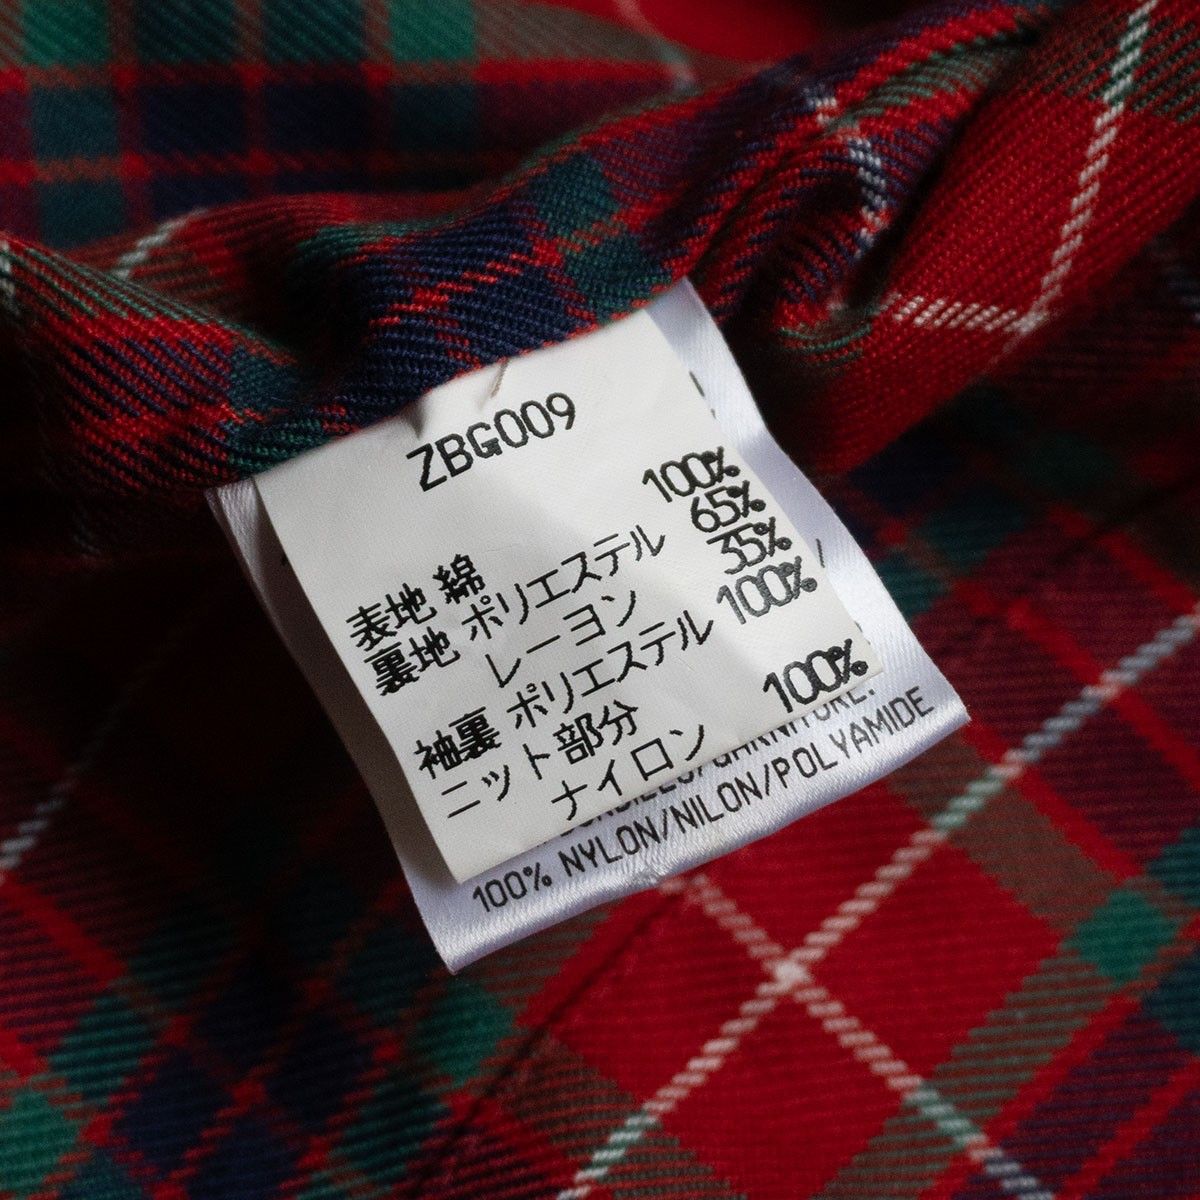 ZBG009
表地 綿 100%
裏地 ポリエステル 65%
レーヨン 35%
袖裏 ポリエステル 100%
ニット部分
ナイロン 100%
100% NYLON/NILON/POLYAMIDE